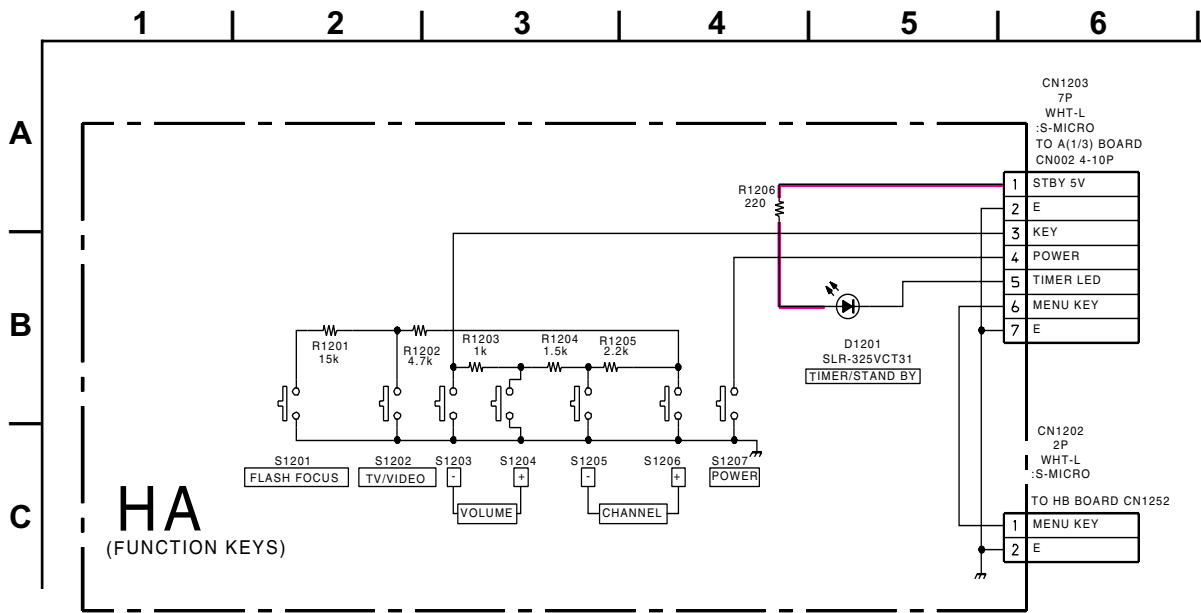 1 2 3 4 5 6
A
B
C
CN1203
7P
WHT-L
:S-MICRO
TO A(1/3) BOARD
CN002 4-10P
1 STBY 5V
2 E
3 KEY
4 POWER
5 TIMER LED
6 MENU KEY
7 E
R1206
220
R1201
15k
R1202
4.7k
R1203
1k
R1204
1.5k
R1205
2.2k
D1201
SLR-325VCT31
TIMER/STAND BY
S1201
FLASH FOCUS
S1202
TV/VIDEO
S1203
-
S1204
+
VOLUME
S1205
-
S1206
+
CHANNEL
S1207
POWER
CN1202
2P
WHT-L
:S-MICRO
TO HB BOARD CN1252
1 MENU KEY
2 E
HA
(FUNCTION KEYS)